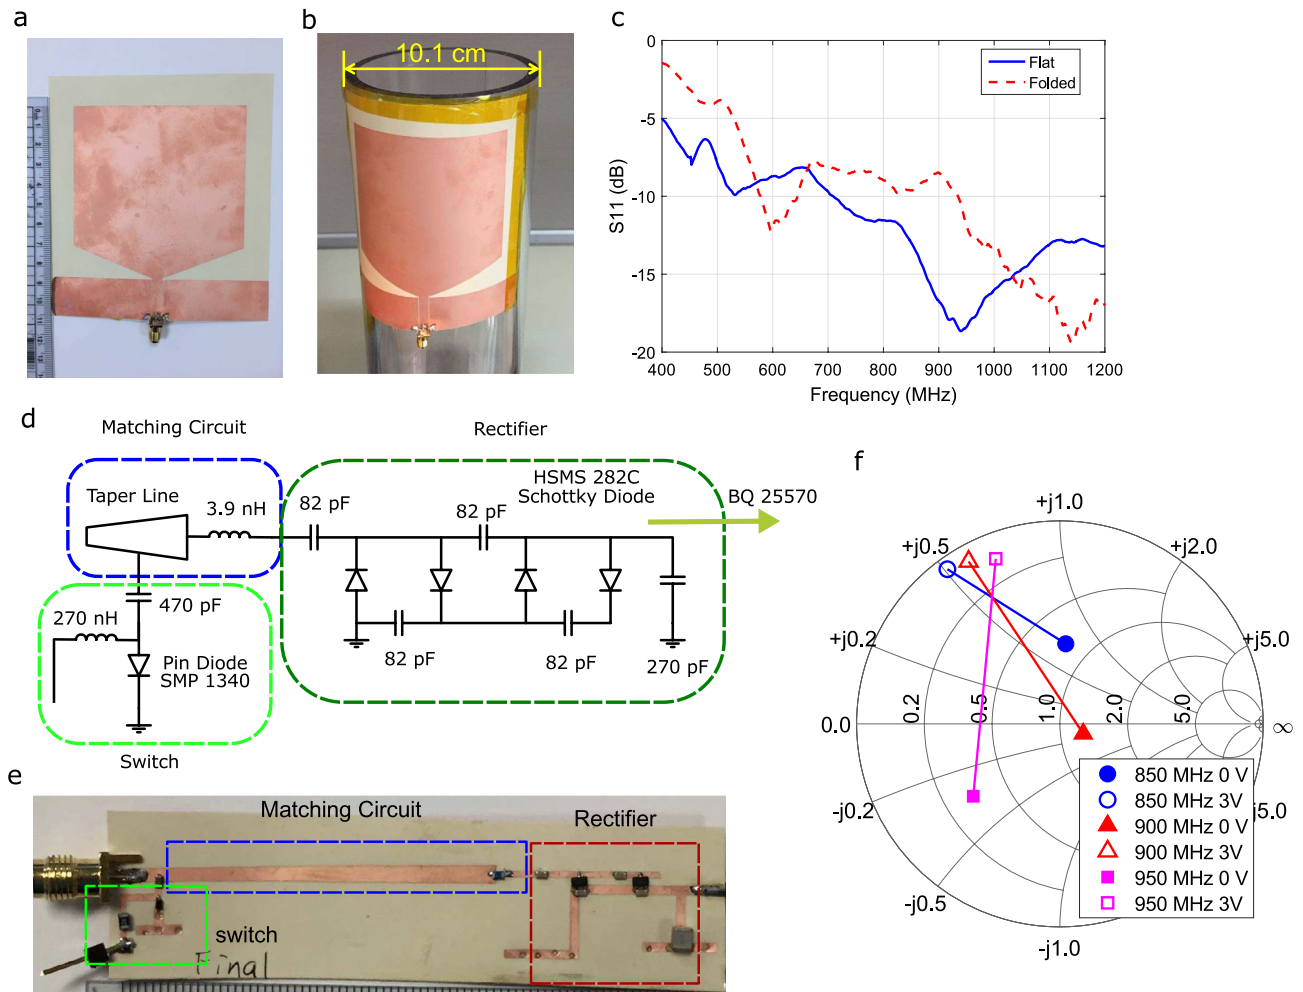 a
b
10.1 cm
c
0
-5
-10
-15
-20
S11 (dB)
Flat
Folded
400
500
600
700
800
900
1000
1100
1200
Frequency (MHz)
d
Matching Circuit
Rectifier
Taper Line
3.9 nH
82 pF
82 pF
HSMS 282C
Schottky Diode
BQ 25570
470 pF
270 nH
Pin Diode
SMP 1340
82 pF
82 pF
270 pF
Switch
e
Matching Circuit
Rectifier
switch
Final
f
+j1.0
+j0.5
+j2.0
+j0.2
+j5.0
0.0
0.2
0.5
1.0
2.0
5.0
∞
-j0.2
j5.0
-j0.5
-j1.0
850 MHz 0 V
850 MHz 3V
900 MHz 0 V
900 MHz 3V
950 MHz 0 V
950 MHz 3V